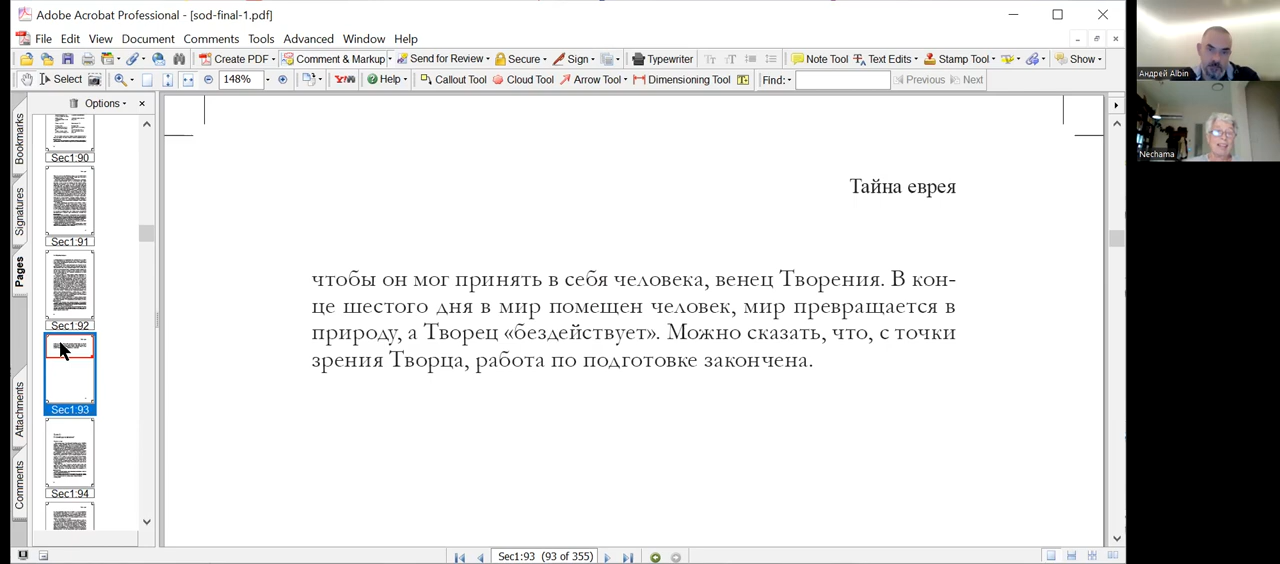 Adobe Acrobat Professional - [sod-final-1.pdf]
File Edit View Document Comments Tools Advanced Window Help
Create PDF Comment & Markup Send for Review Secure Sign Typewriter Note Tool Text Edits Stamp Tool Show
Select 148% Y!® Help Callout Tool Cloud Tool Arrow Tool Dimensioning Tool Find: Previous Next
Options
Bookmarks
Signatures
Pages
Attachments
Comments
Sec1:90
Sec1:91
Sec1:92
Sec1:93
Sec1:94
Тайна еврея
чтобы он мог принять в себя человека, венец Творения. В кон-
це шестого дня в мир помещен человек, мир превращается в
природу, а Творец «бездействует». Можно сказать, что, с точки
зрения Творца, работа по подготовке закончена.
Sec1:93 (93 of 355)
Андрей Albin
Nechama